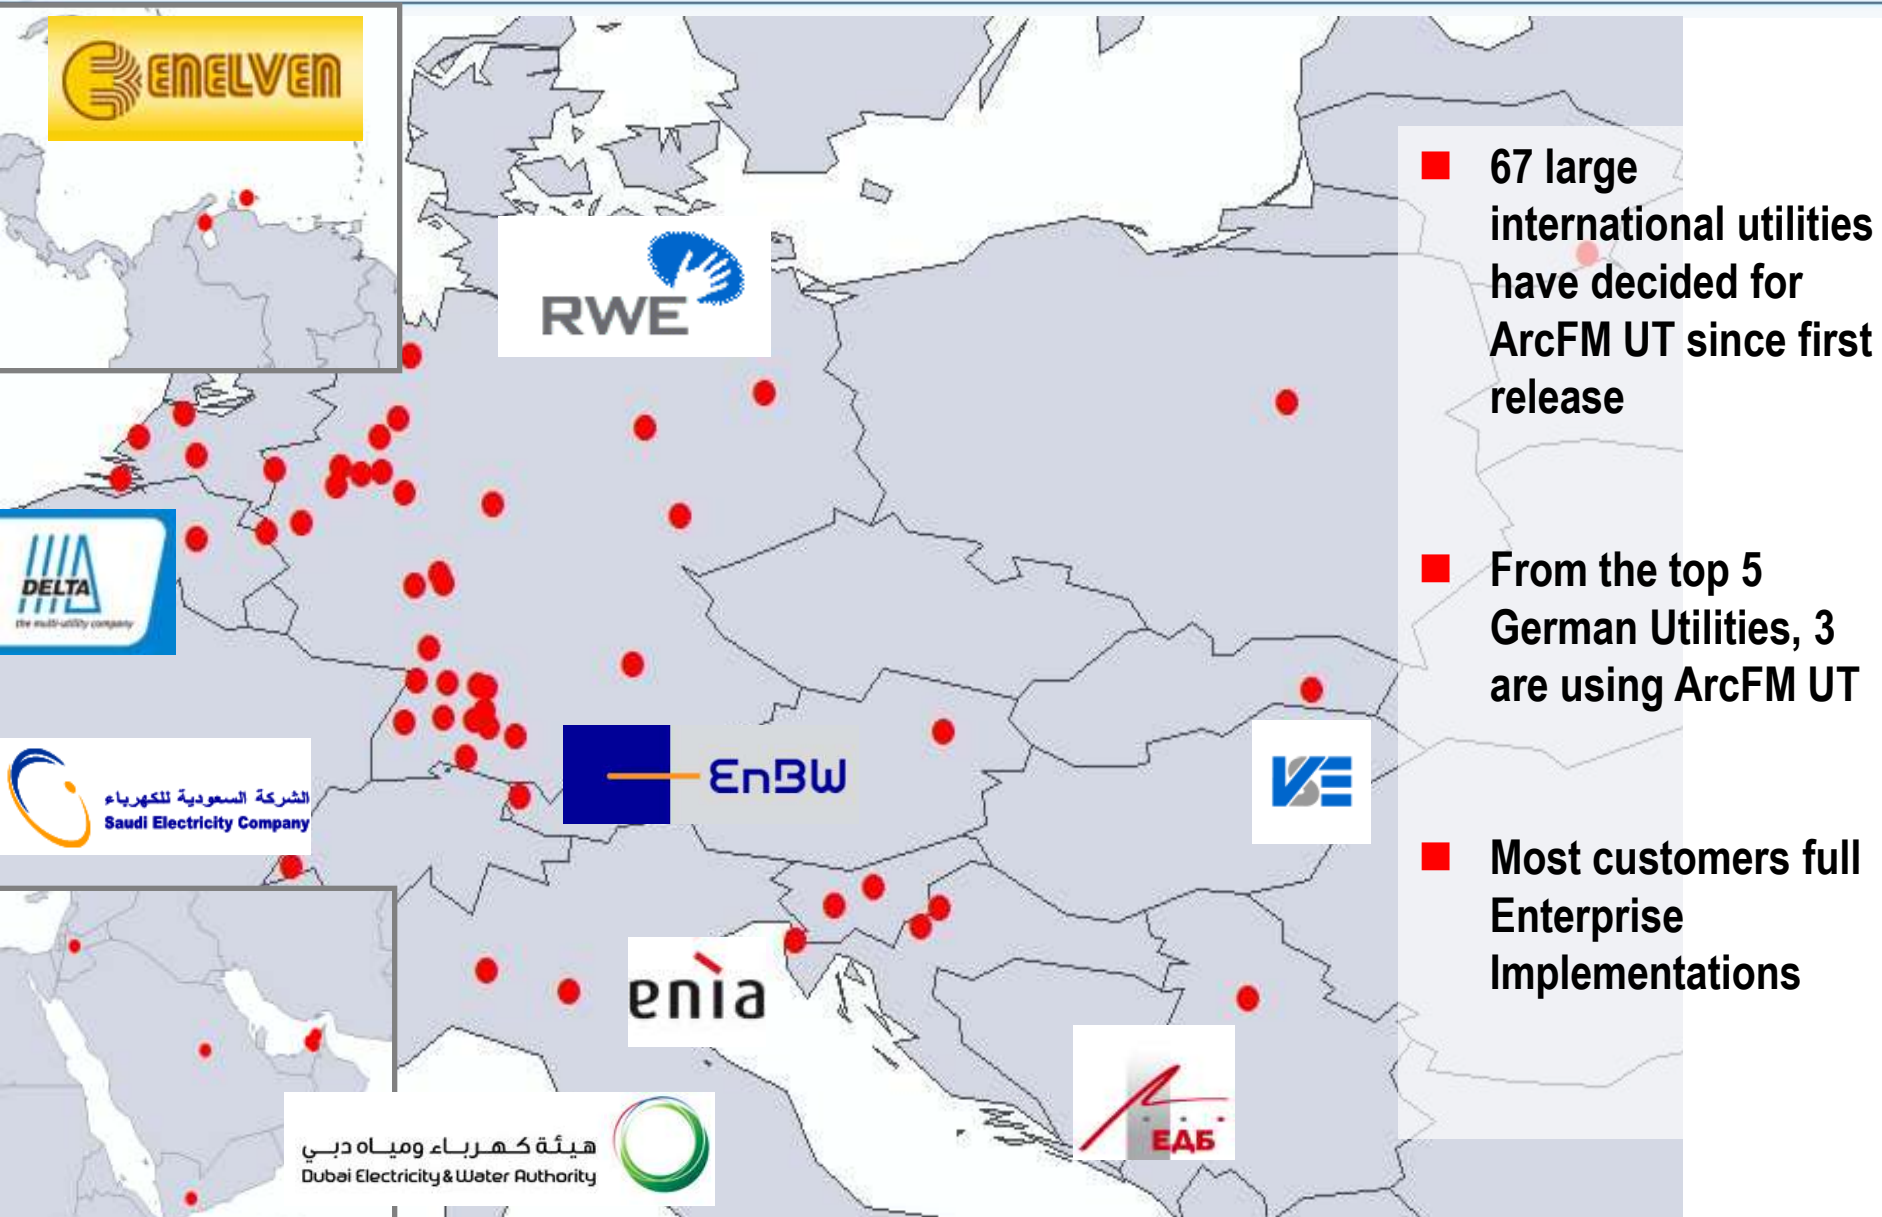 ENELVEN
RWE
DELTA
the multi-utility company
الشركة السعودية للكهرباء
Saudi Electricity Company
EnBW
VSE
enìa
ЕДБ
هيئة كهرباء ومياه دبي
Dubai Electricity & Water Authority
67 large
international utilities
have decided for
ArcFM UT since first
release
From the top 5
German Utilities, 3
are using ArcFM UT
Most customers full
Enterprise
Implementations